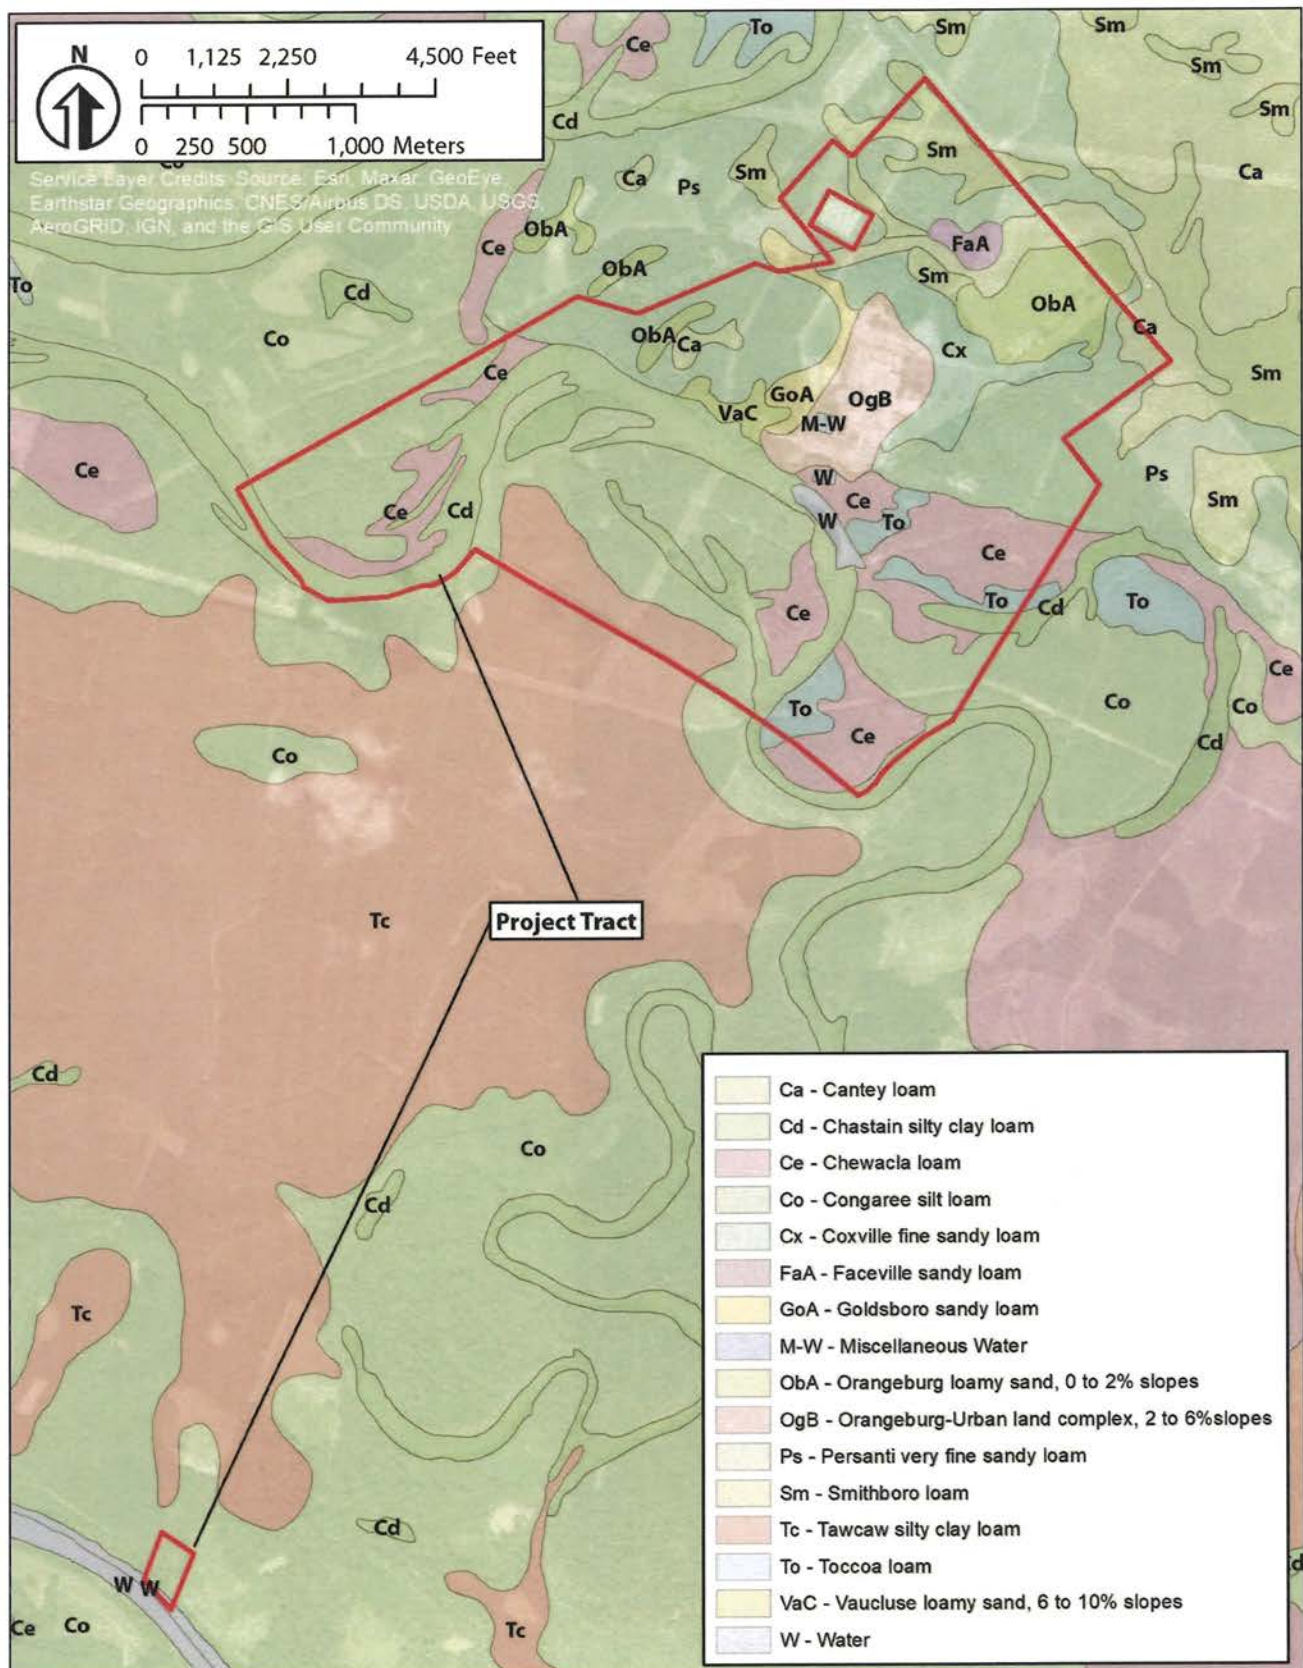 To
Sm
Sm
Ce
N
0 1,125 2,250 4,500 Feet
0 250 500 1,000 Meters
Sm
Sm
Cd
Co
Service Layer Credits: Source: Esri, Maxar, GeoEye,
Earthstar Geographics, CNES/Airbus DS, USDA, USGS,
AeroGRID, IGN, and the GIS User Community
Sm
Ca
Ps
Sm
Ca
ObA
Ce
FaA
ObA
Sm
To
Cd
ObA
Ca
Co
ObA
Ca
Cx
Ce
Sm
GoA
OgB
VaC
M-W
Ce
W
Ps
Ce
Cd
Ce
Sm
W
To
Ce
To
Cd
To
Ce
Ce
To
Co
Co
Ce
Cd
Co
Tc
Project Tract
Cd
Co
Cd
Tc
Cd
W W
Ce
Co
Tc
Ca - Cantey loam
Cd - Chastain silty clay loam
Ce - Chewacla loam
Co - Congaree silt loam
Cx - Coxville fine sandy loam
FaA - Faceville sandy loam
GoA - Goldsboro sandy loam
M-W - Miscellaneous Water
ObA - Orangeburg loamy sand, 0 to 2% slopes
OgB - Orangeburg-Urban land complex, 2 to 6%slopes
Ps - Persanti very fine sandy loam
Sm - Smithboro loam
Tc - Tawcaw silty clay loam
To - Toccoa loam
VaC - Vaucluse loamy sand, 6 to 10% slopes
W - Water